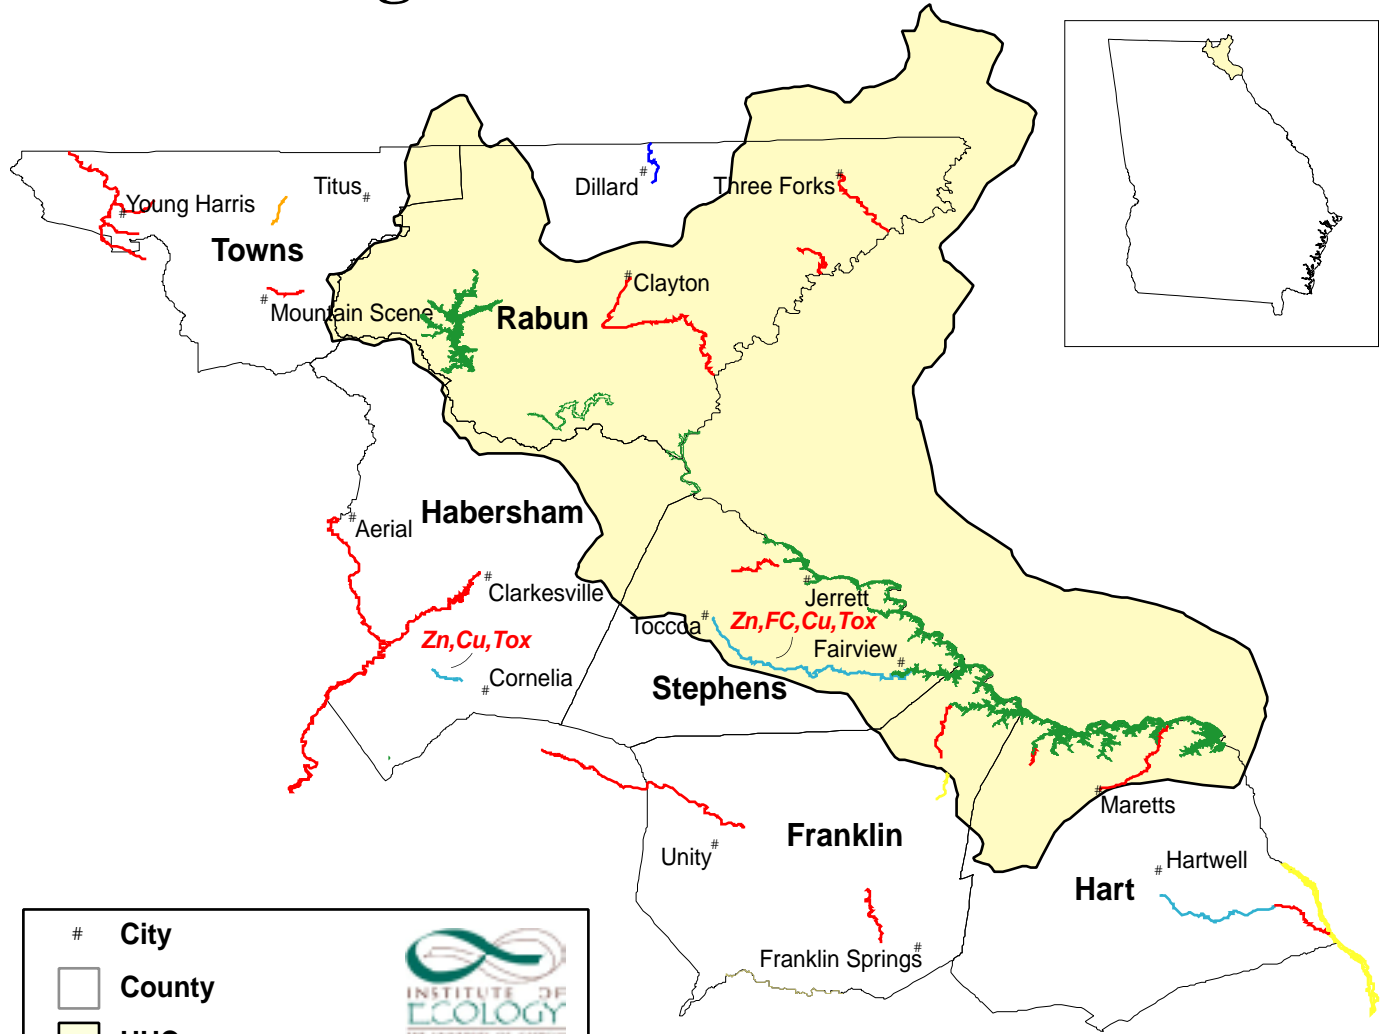 Titus
Dillard
Three Forks
Young Harris
Towns
Clayton
Mountain Scene
Rabun
Habersham
Aerial
Clarkesville
Jerrett
Toccoa
Zn,FC,Cu,Tox
Zn,Cu,Tox
Fairview
Cornelia
Stephens
Maretts
Franklin
Unity
Hartwell
Hart
Franklin Springs
# City
County
INSTITUTE OF
ECOLOGY